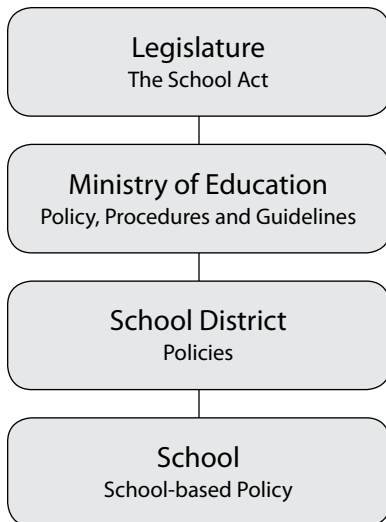 Legislature
The School Act
Ministry of Education
Policy, Procedures and Guidelines
School District
Policies
School
School-based Policy